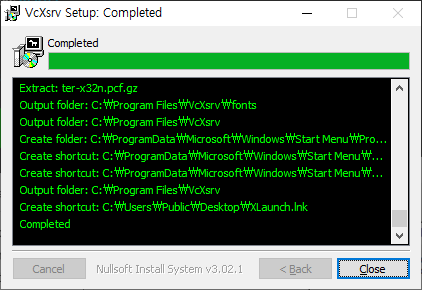 VcXsrv Setup: Completed
Completed
Extract: ter-x32n.pcf.gz
Output folder: C:₩Program Files₩VcXsrv₩fonts
Output folder: C:₩Program Files₩VcXsrv
Create folder: C:₩ProgramData₩Microsoft₩Windows₩Start Menu₩Pro...
Create shortcut: C:₩ProgramData₩Microsoft₩Windows₩Start Menu₩...
Create shortcut: C:₩ProgramData₩Microsoft₩Windows₩Start Menu₩...
Output folder: C:₩Program Files₩VcXsrv
Create shortcut: C:₩Users₩Public₩Desktop₩XLaunch.lnk
Completed
Cancel Nullsoft Install System v3.02.1 < Back Close